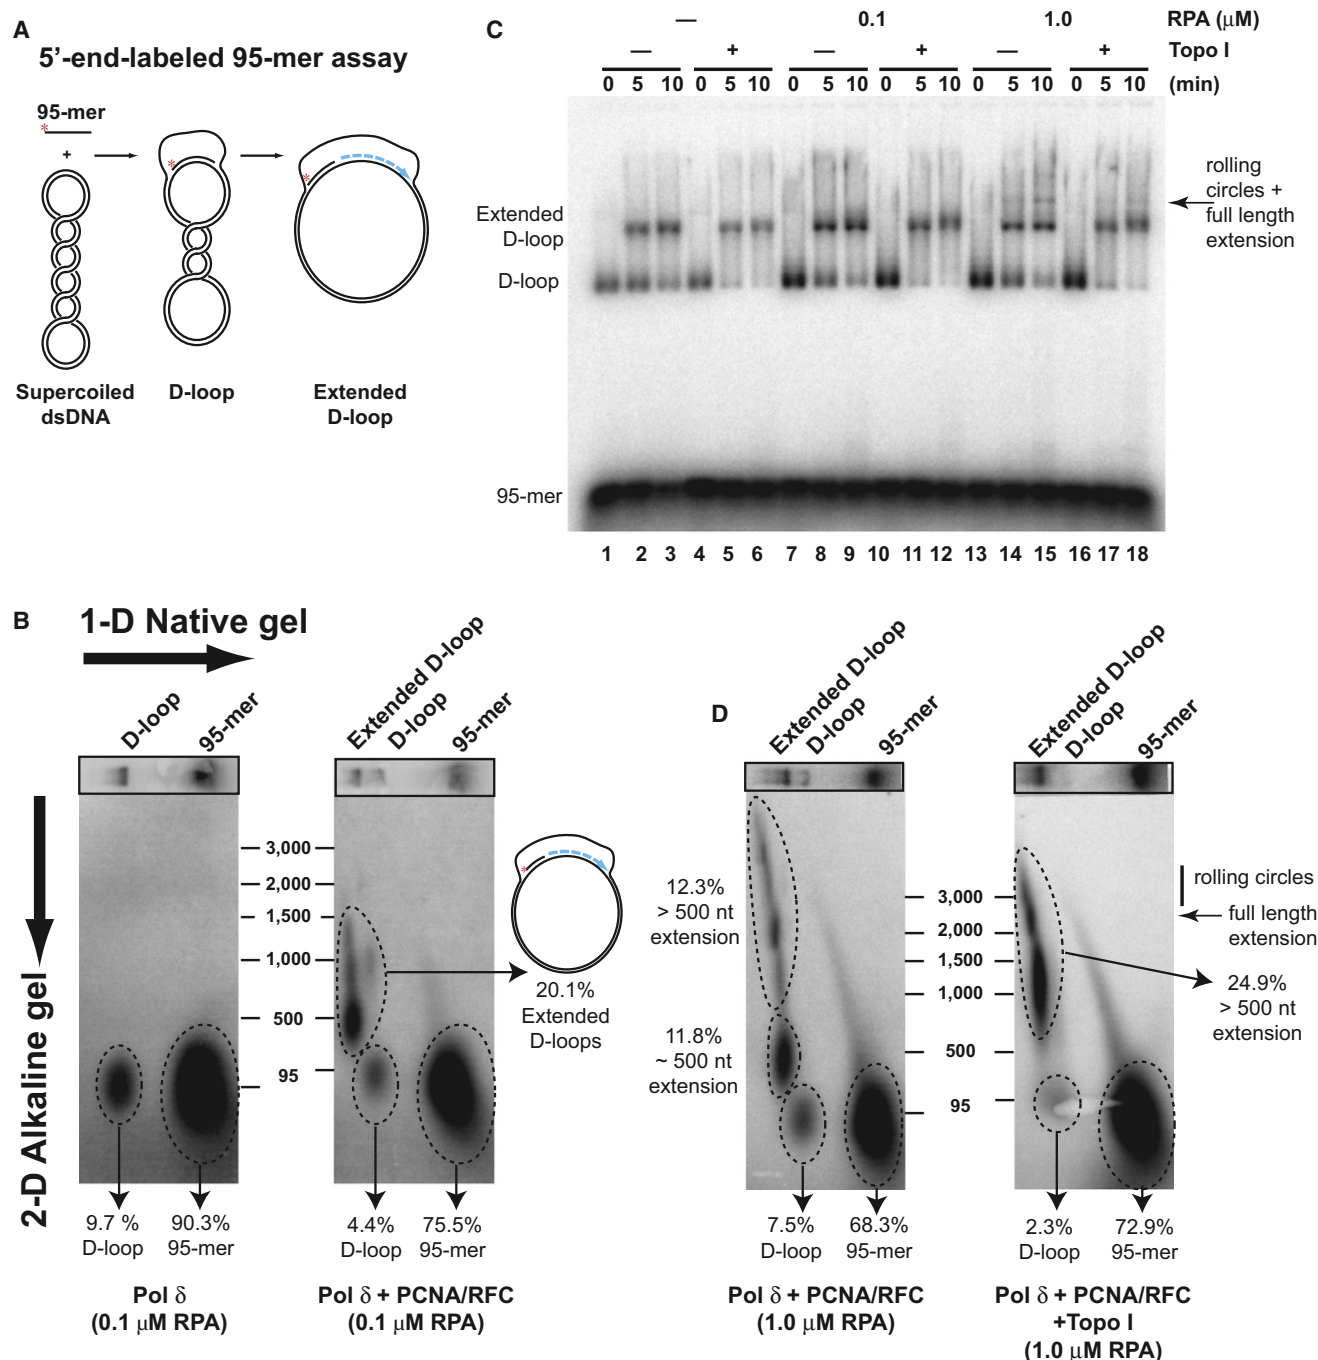 A
5'-end-labeled 95-mer assay
95-mer
*
+
*
*
Supercoiled
dsDNA
D-loop
Extended
D-loop
C
— 0.1 1.0 RPA (μM)
— + — + — + Topo I
0 5 10 0 5 10 0 5 10 0 5 10 0 5 10 0 5 10 (min)
Extended
D-loop
D-loop
95-mer
rolling
circles +
full length
extension
1 2 3 4 5 6 7 8 9 10 11 12 13 14 15 16 17 18
B
1-D Native gel
2-D Alkaline gel
D-loop
95-mer
Extended D-loop
D-loop
95-mer
3,000
2,000
1,500
1,000
500
95
*
20.1%
Extended
D-loops
9.7 %
D-loop
90.3%
95-mer
4.4%
D-loop
75.5%
95-mer
Pol δ
(0.1 μM RPA)
Pol δ + PCNA/RFC
(0.1 μM RPA)
D
Extended D-loop
D-loop
95-mer
Extended D-loop
D-loop
95-mer
12.3%
> 500 nt
extension
11.8%
~ 500 nt
extension
3,000
2,000
1,500
1,000
500
95
rolling circles
full length
extension
24.9%
> 500 nt
extension
7.5%
D-loop
68.3%
95-mer
2.3%
D-loop
72.9%
95-mer
Pol δ + PCNA/RFC
(1.0 μM RPA)
Pol δ + PCNA/RFC
+Topo I
(1.0 μM RPA)